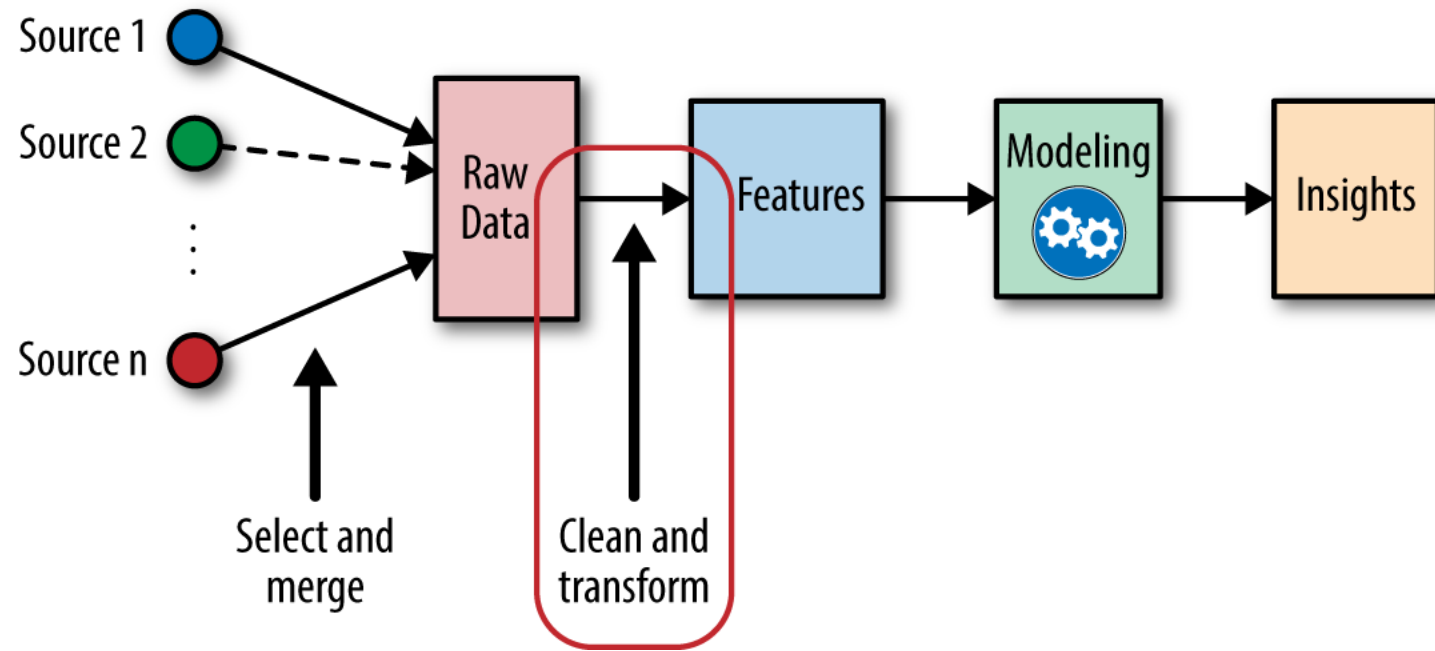 Source 1
Source 2
Source n
Select and
merge
Raw
Data
Clean and
transform
Features
Modeling
Insights